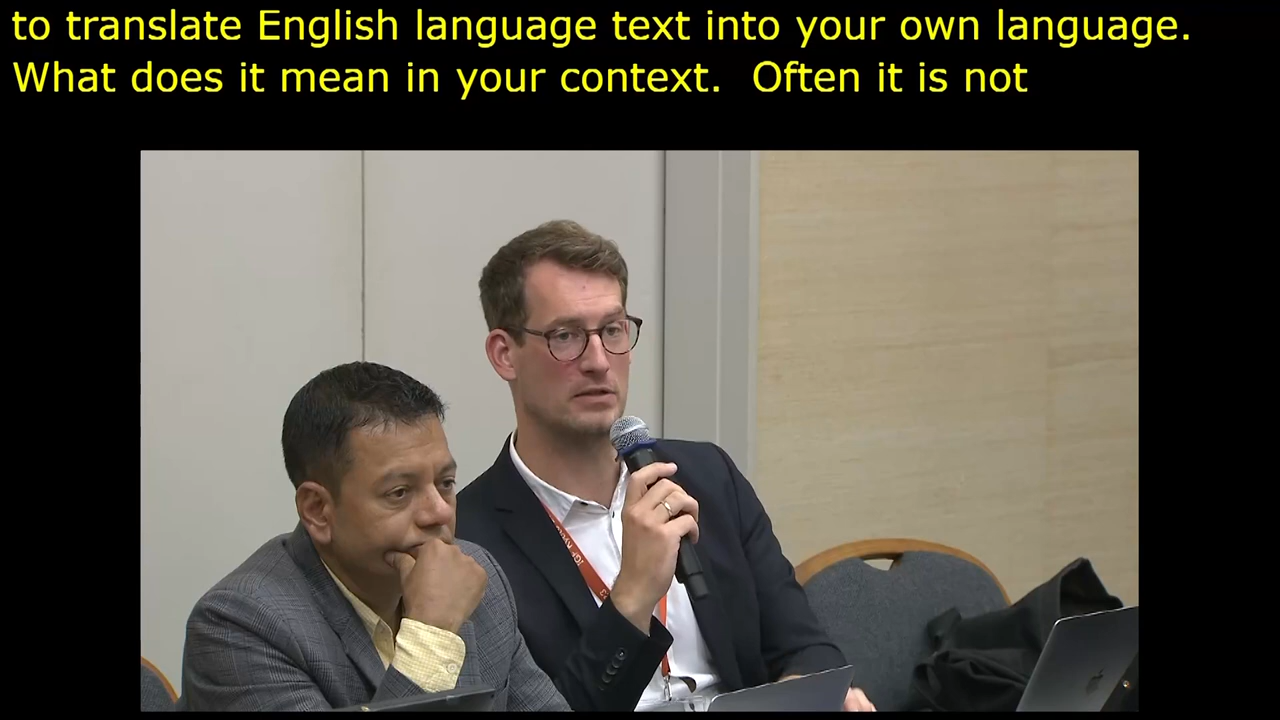 to translate English language text into your own language.
What does it mean in your context.  Often it is not
IGF